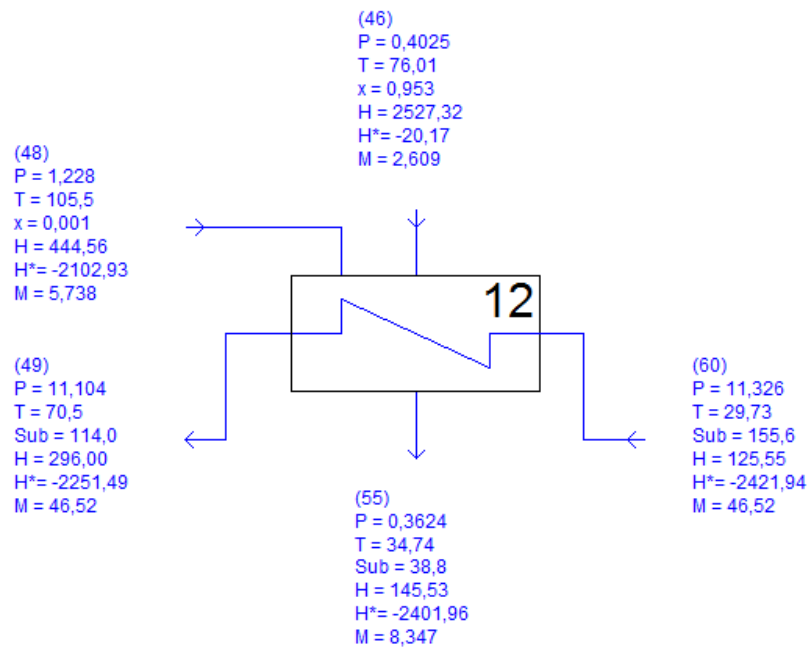 (46)
P = 0,4025
T = 76,01
x = 0,953
H = 2527,32
H*= -20,17
M = 2,609
(48)
P = 1,228
T = 105,5
x = 0,001
H = 444,56
H*= -2102,93
M = 5,738
12
(49)
P = 11,104
T = 70,5
Sub = 114,0
H = 296,00
H*= -2251,49
M = 46,52
(60)
P = 11,326
T = 29,73
Sub = 155,6
H = 125,55
H*= -2421,94
M = 46,52
(55)
P = 0,3624
T = 34,74
Sub = 38,8
H = 145,53
H*= -2401,96
M = 8,347